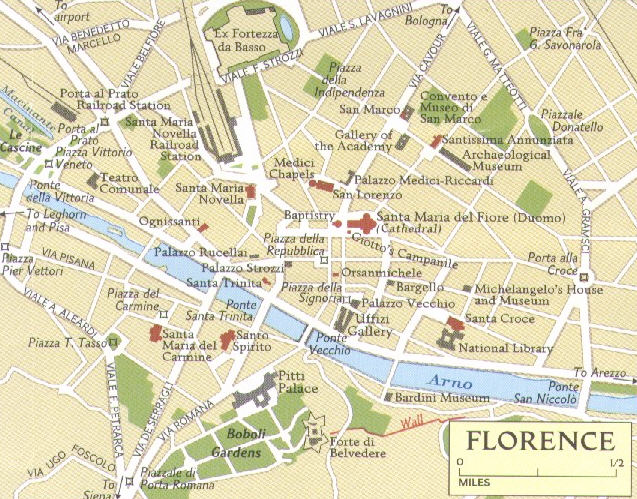 To
airport
VIA BENEDETTO
MARCELLO
VIALE BELFIORE
Ex Fortezza
da Basso
VIALE S. LAVAGNINI
VIALE F. STROZZI
To
Bologna
VIA CAVOUR
VIALE G. MATTEOTTI
Piazza Fra'
G. Savonarola
Piazza
della
Indipendenza
Macinante
Canal
Porta al Prato
Railroad Station
Santa Maria
Novella
Railroad
Station
San Marco
Convento e
Museo di
San Marco
Piazzale
Donatello
Le
Cascine
Porta al
Prato
Piazza Vittorio
Veneto
Gallery of
the Academy
Santissima Annunziata
Archaeological
Museum
Medici
Chapels
Palazzo Medici-Riccardi
San Lorenzo
VIALE A. GRAMSCI
Ponte
della Vittoria
Teatro
Comunale
Santa Maria
Novella
To Leghorn
and Pisa
Ognissanti
Baptistry
Santa Maria del Fiore (Duomo)
(Cathedral)
Giotto's Campanile
Piazza della
Repubblica
Palazzo Rucellai
Palazzo Strozzi
Santa Trinita
Orsanmichele
Piazza della
Signoria
Bargello
Porta alla
Croce
Piazza
Pier Vettori
VIA PISANA
VIALE A. ALEARDI
Piazza del
Carmine
Ponte
Santa Trinita
Palazzo Vecchio
Michelangelo's House
and Museum
Uffizi
Gallery
Santa Croce
National Library
Piazza T. Tasso
Santa
Maria del
Carmine
Santo
Spirito
Ponte
Vecchio
Pitti
Palace
VIALE F. PETRARCA
VIA DE SERRAGLI
VIA ROMANA
Arno
To Arezzo
Ponte
San Niccolò
Bardini Museum
Wall
Boboli
Gardens
Forte di
Belvedere
VIA UGO FOSCOLO
Piazzale di
Porta Romana
To
Siena
FLORENCE
0 1/2
MILES